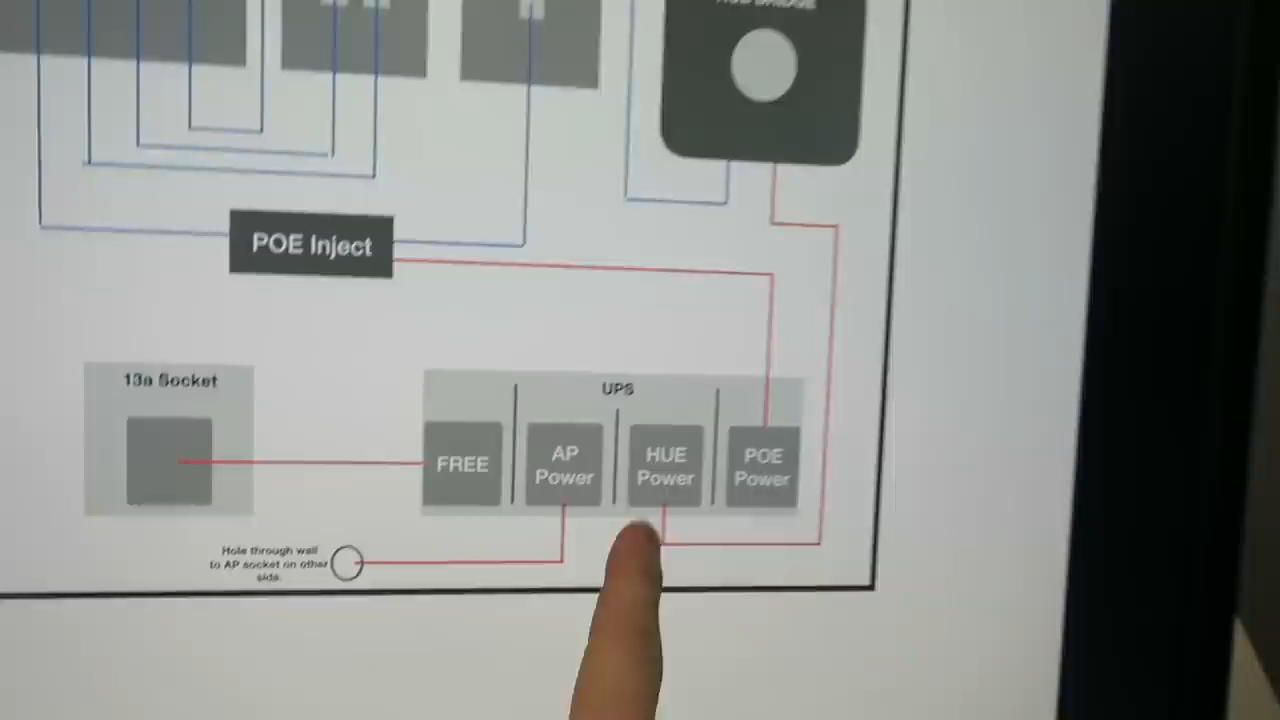 BRIDGE
POE Inject
13a Socket
UPS
FREE
AP
Power
HUE
Power
POE
Power
Hole through wall
to AP socket on other
side.